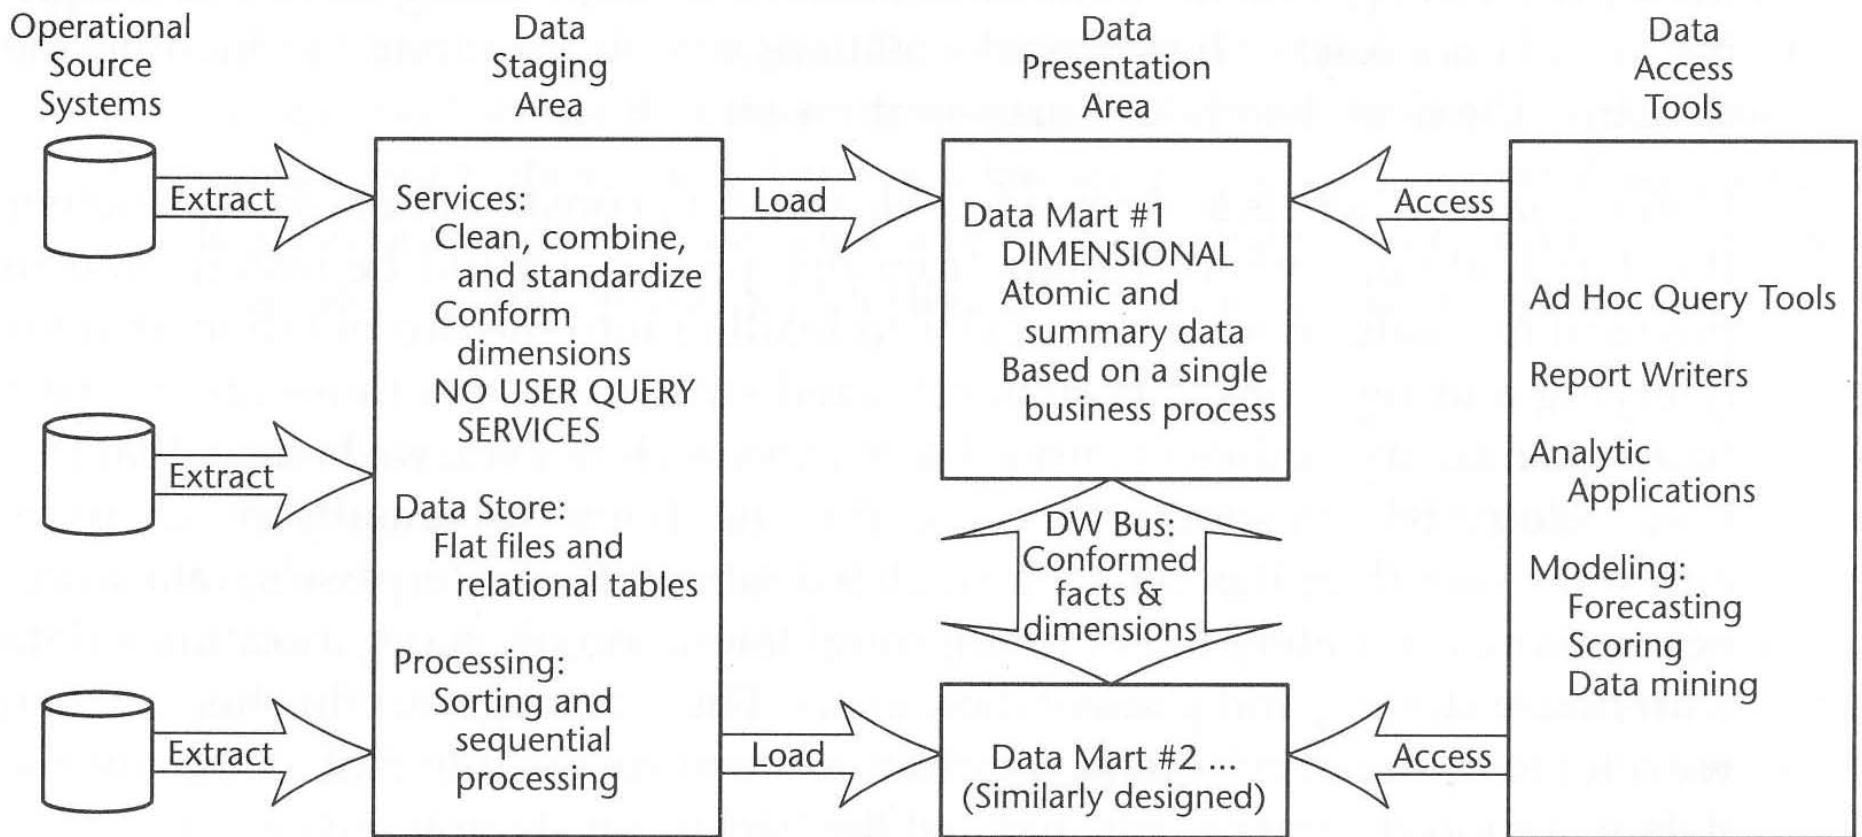 Operational
Source
Systems
Data
Staging
Area
Data
Presentation
Area
Data
Access
Tools
Extract
Extract
Extract
Services:
Clean, combine,
and standardize
Conform
dimensions
NO USER QUERY
SERVICES
Data Store:
Flat files and
relational tables
Processing:
Sorting and
sequential
processing
Load
Load
Data Mart #1
DIMENSIONAL
Atomic and
summary data
Based on a single
business process
DW Bus:
Conformed
facts &
dimensions
Data Mart #2 ...
(Similarly designed)
Access
Access
Ad Hoc Query Tools
Report Writers
Analytic
Applications
Modeling:
Forecasting
Scoring
Data mining